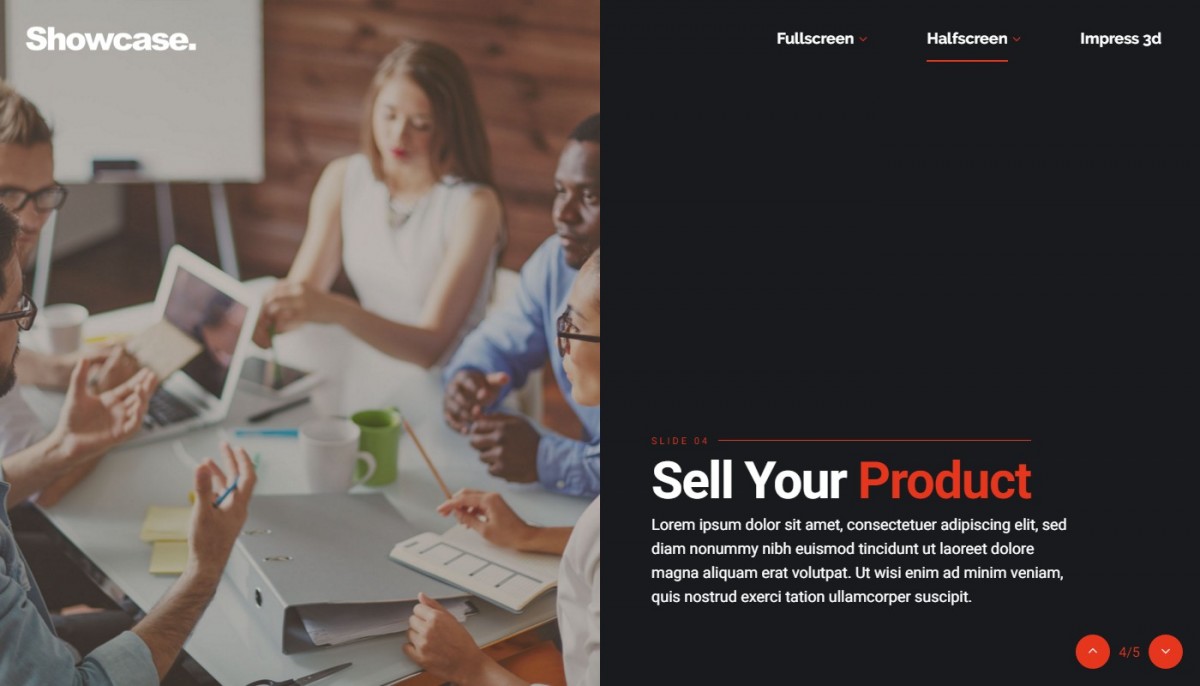 Showcase.
Fullscreen
Halfscreen
Impress 3d
SLIDE 04
Sell Your Product
Lorem ipsum dolor sit amet, consectetuer adipiscing elit, sed
diam nonummy nibh euismod tincidunt ut laoreet dolore
magna aliquam erat volutpat. Ut wisi enim ad minim veniam,
quis nostrud exerci tation ullamcorper suscipit.
4/5